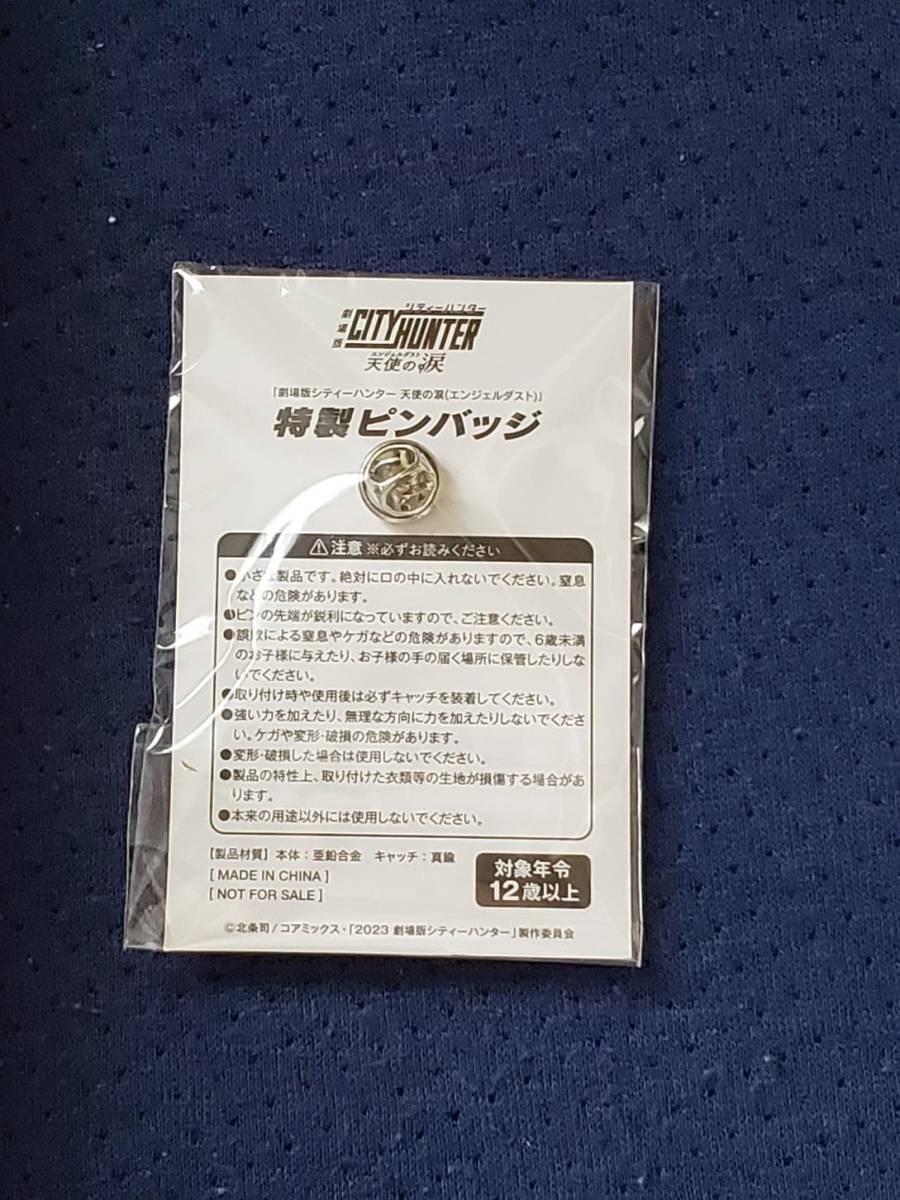 シティーハンター
劇場版 CITY HUNTER
エンジェルダスト
天使の涙
「劇場版シティーハンター 天使の涙(エンジェルダスト)」
特製ピンバッジ
⚠注意 ※必ずお読みください
●小さな製品です。絶対に口の中に入れないでください。窒息
などの危険があります。
●ピンの先端が鋭利になっていますので、ご注意ください。
●誤飲による窒息やケガなどの危険がありますので、6歳未満
のお子様に与えたり、お子様の手の届く場所に保管したりしな
いでください。
●取り付け時や使用後は必ずキャッチを装着してください。
●強い力を加えたり、無理な方向に力を加えたりしないでくださ
い。ケガや変形・破損の危険があります。
●変形・破損した場合は使用しないでください。
●製品の特性上、取り付けた衣類等の生地が損傷する場合があ
ります。
●本来の用途以外には使用しないでください。
【製品材質】本体：亜鉛合金 キャッチ：真鍮
[ MADE IN CHINA ]
[ NOT FOR SALE ]
対象年令
12歳以上
©北条司/コアミックス・「2023 劇場版シティーハンター」製作委員会